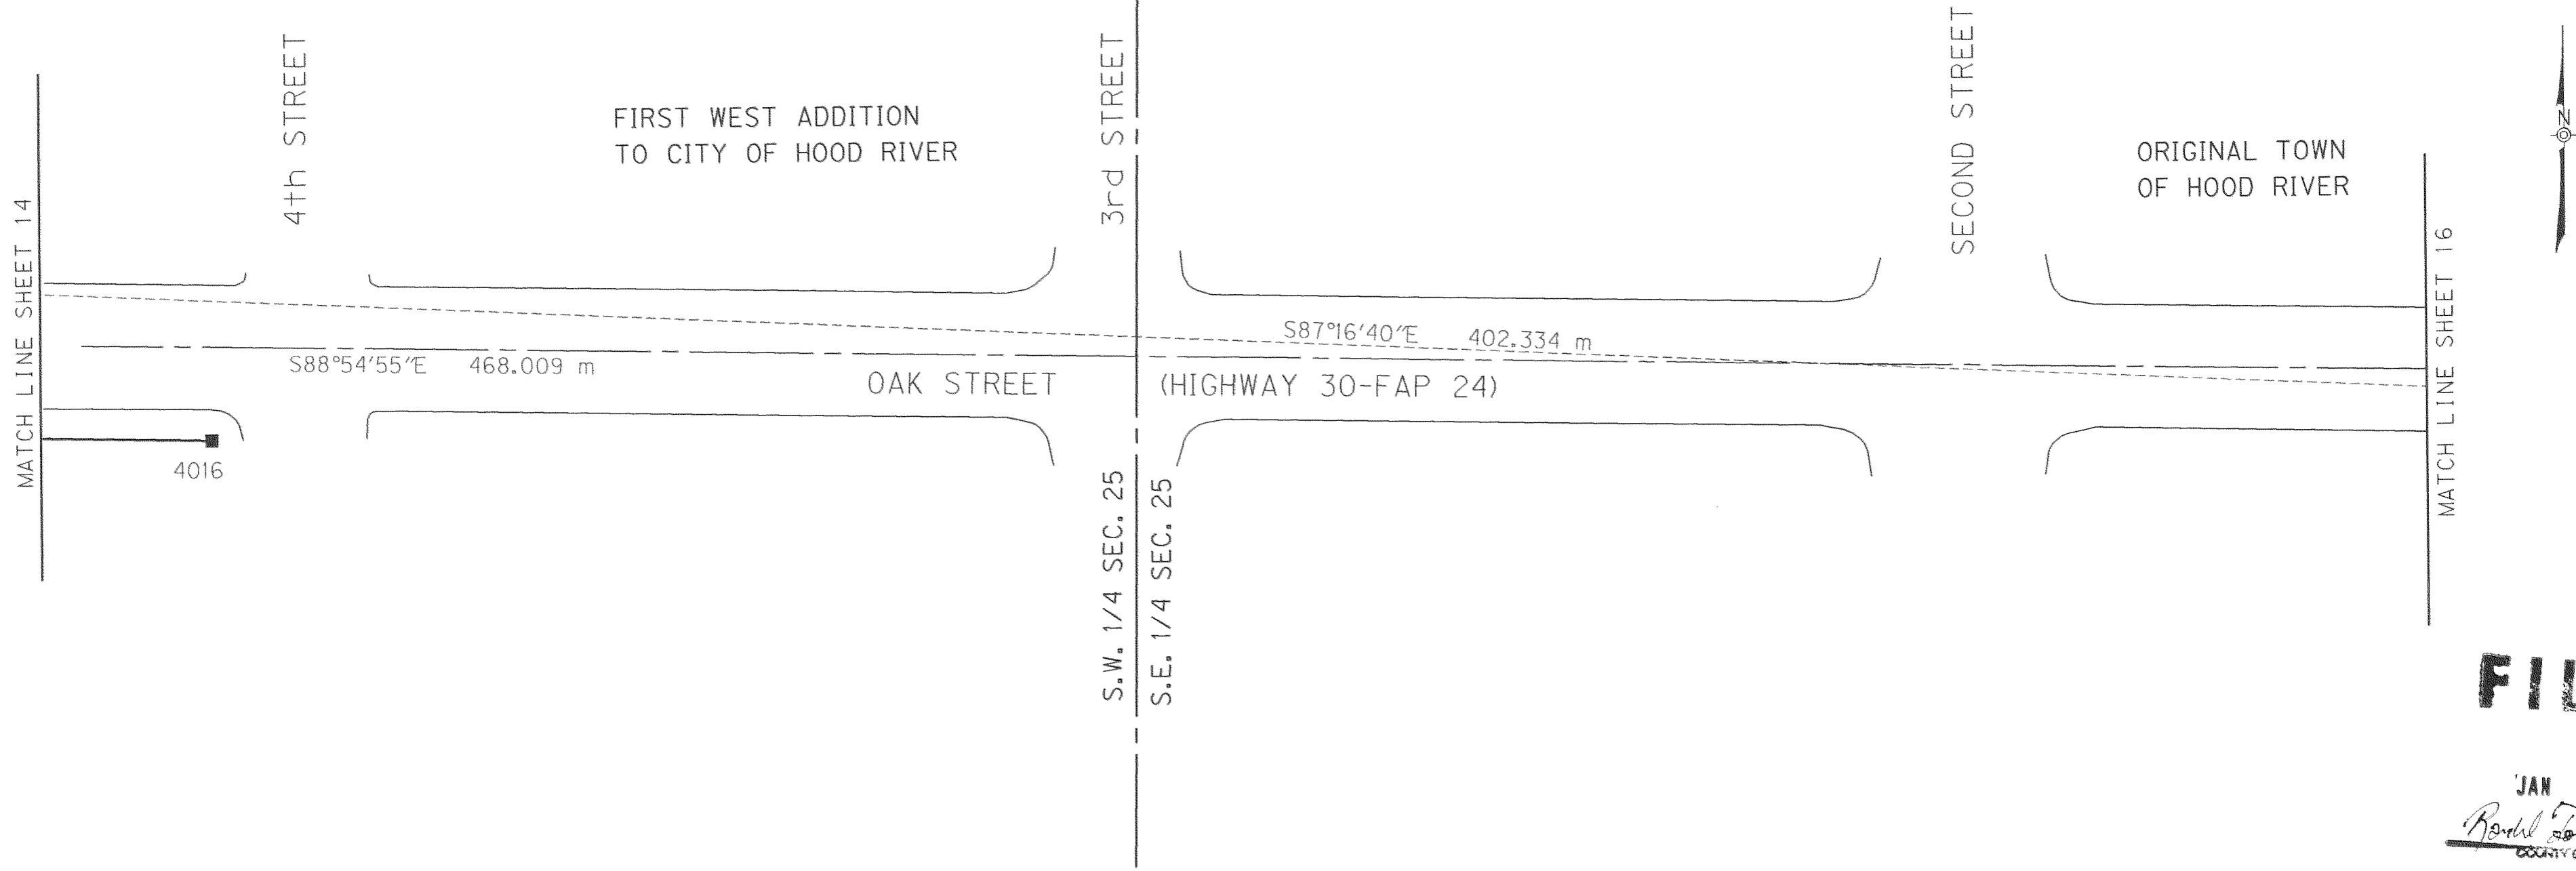 4th STREET
3rd STREET
SECOND STREET
FIRST WEST ADDITION
TO CITY OF HOOD RIVER
ORIGINAL TOWN
OF HOOD RIVER
N
MATCH LINE SHEET 14
MATCH LINE SHEET 16
S87°16'40"E 402.334 m
S88°54'55"E 468.009 m
OAK STREET (HIGHWAY 30-FAP 24)
4016
S.W. 1/4 SEC. 25
S.E. 1/4 SEC. 25
FIL
JAN